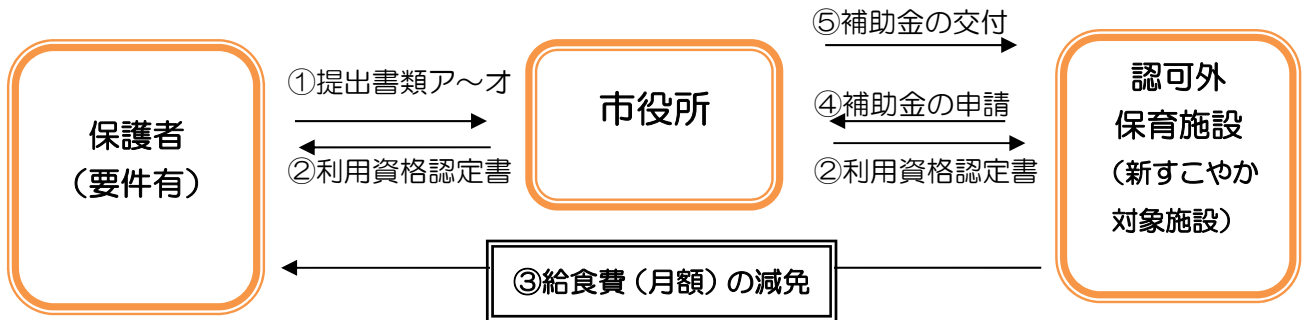 保護者
（要件有）
①提出書類ア～オ
②利用資格認定書
市役所
⑤補助金の交付
④補助金の申請
②利用資格認定書
認可外
保育施設
（新すこやか
対象施設）
③給食費（月額）の減免